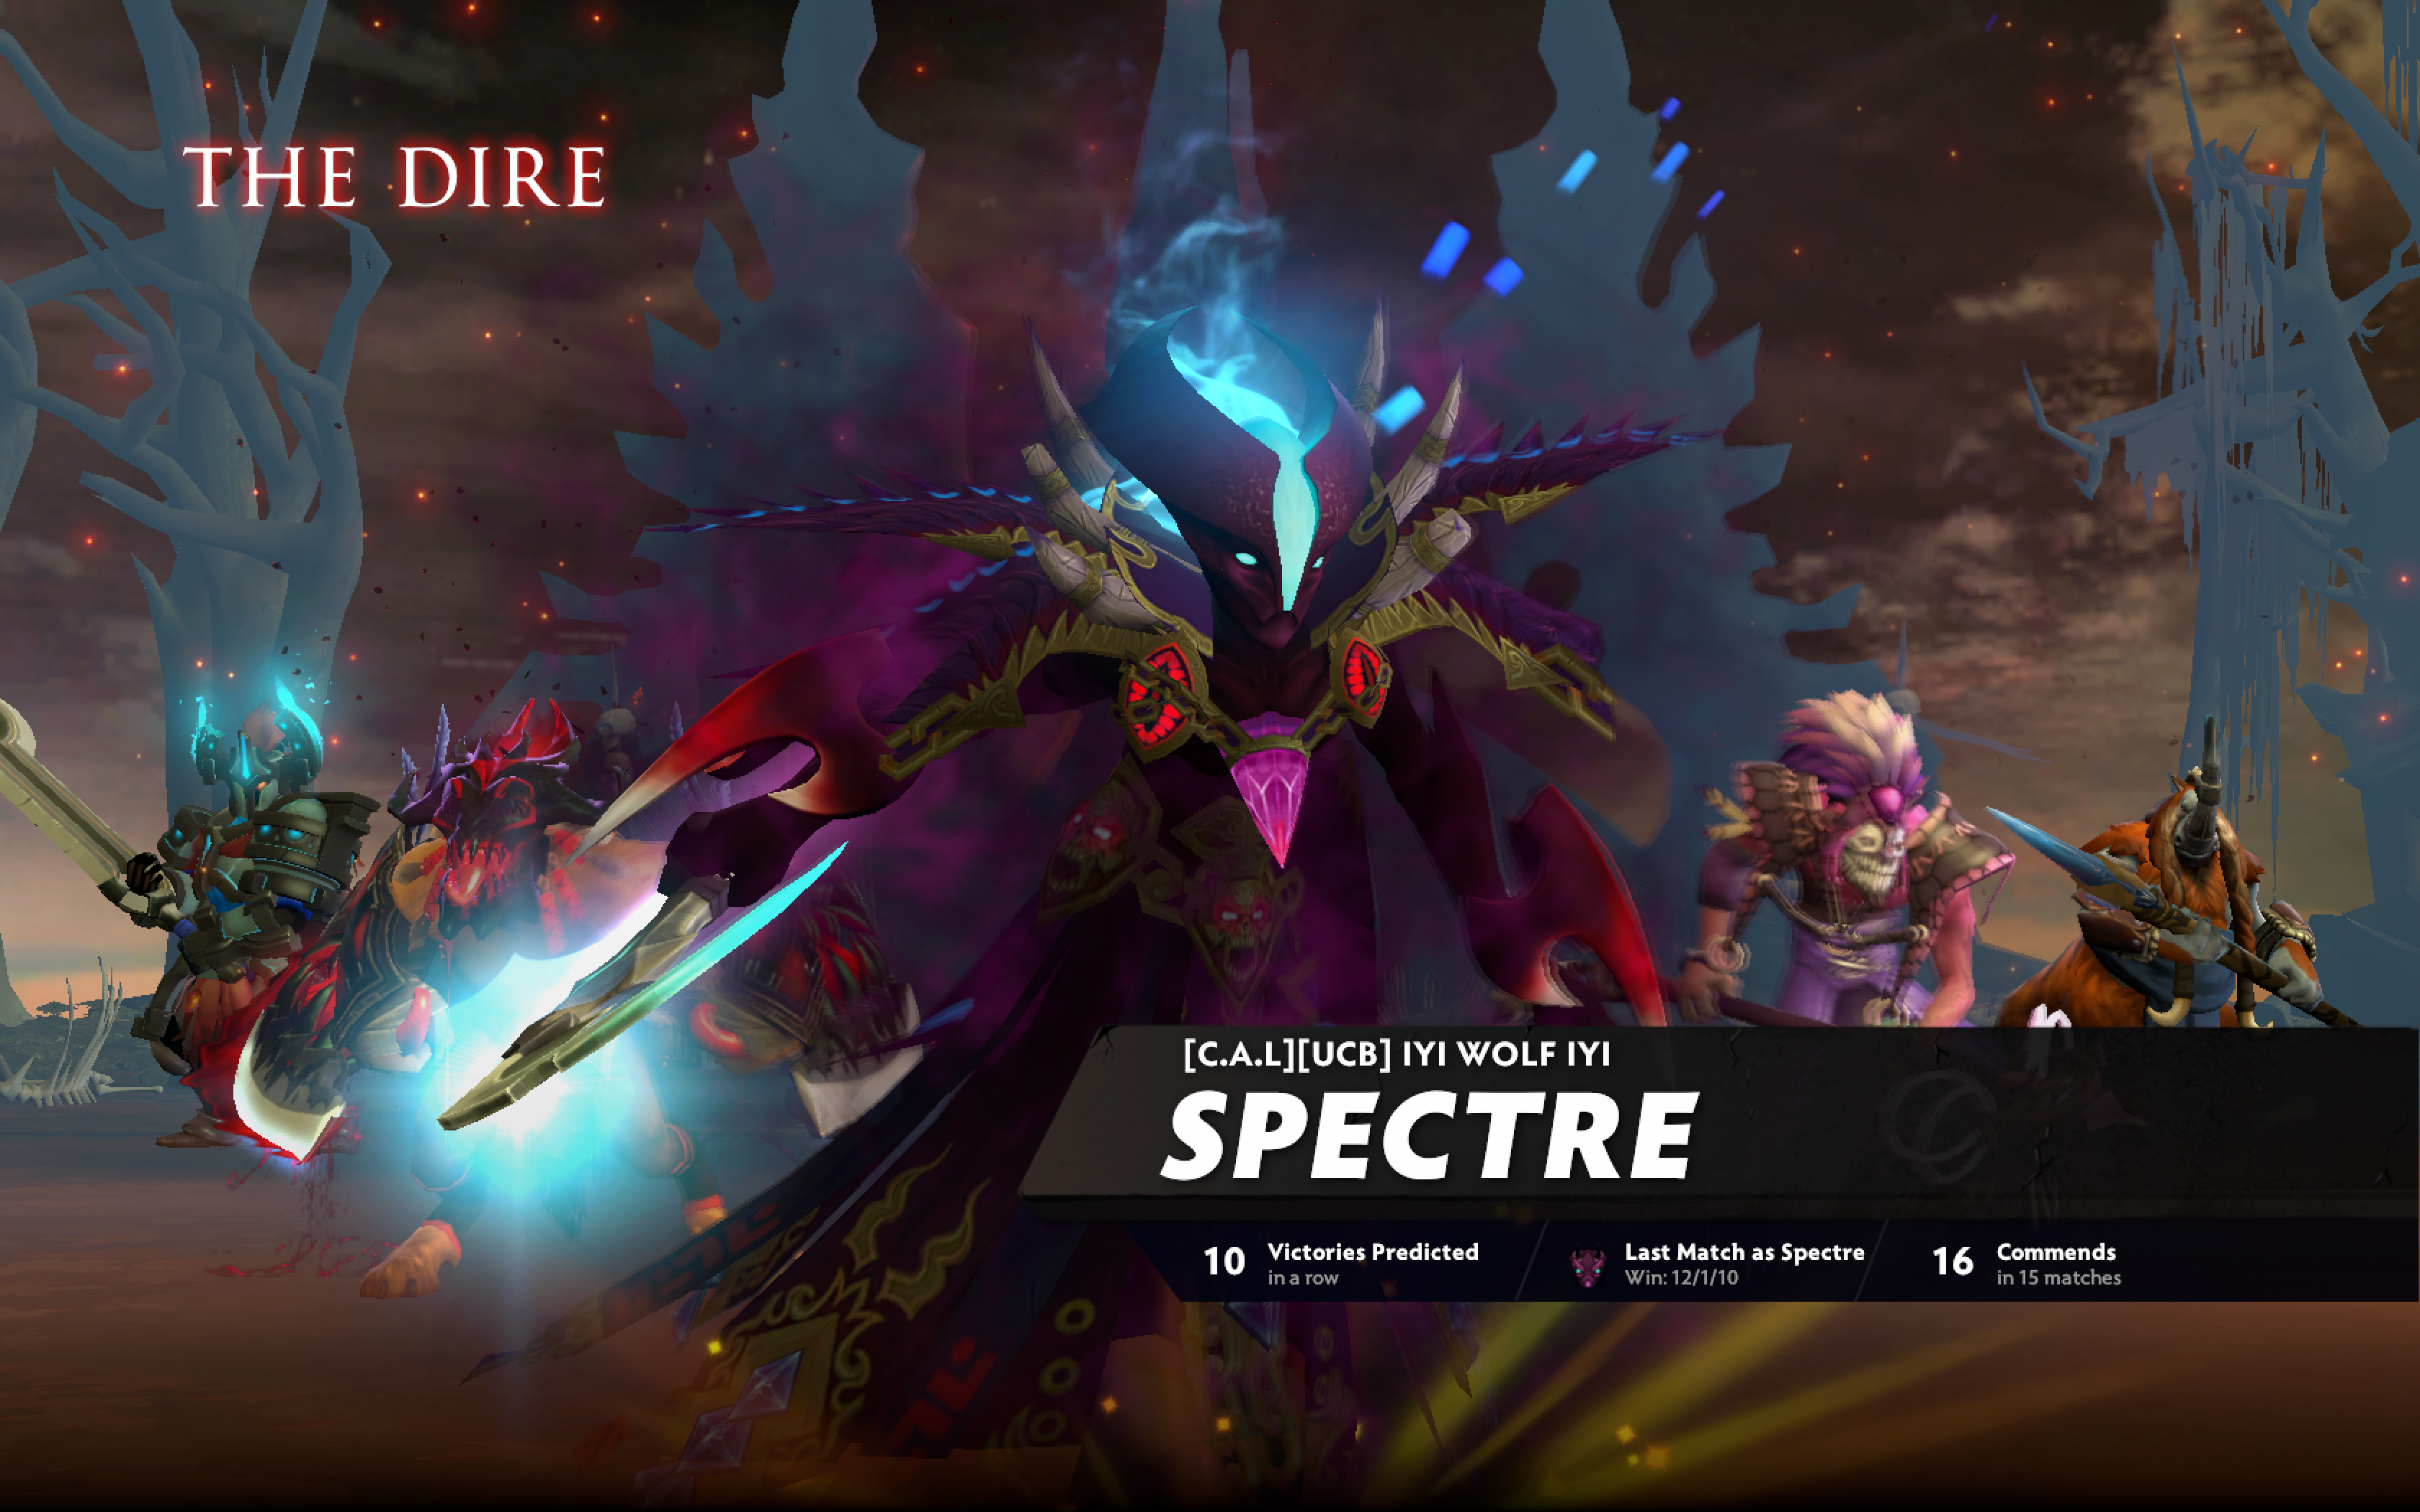 THE DIRE
[C.A.L][UCB] IYI WOLF IYI
SPECTRE
10 Victories Predicted
in a row
Last Match as Spectre
Win: 12/1/10
16 Commends
in 15 matches